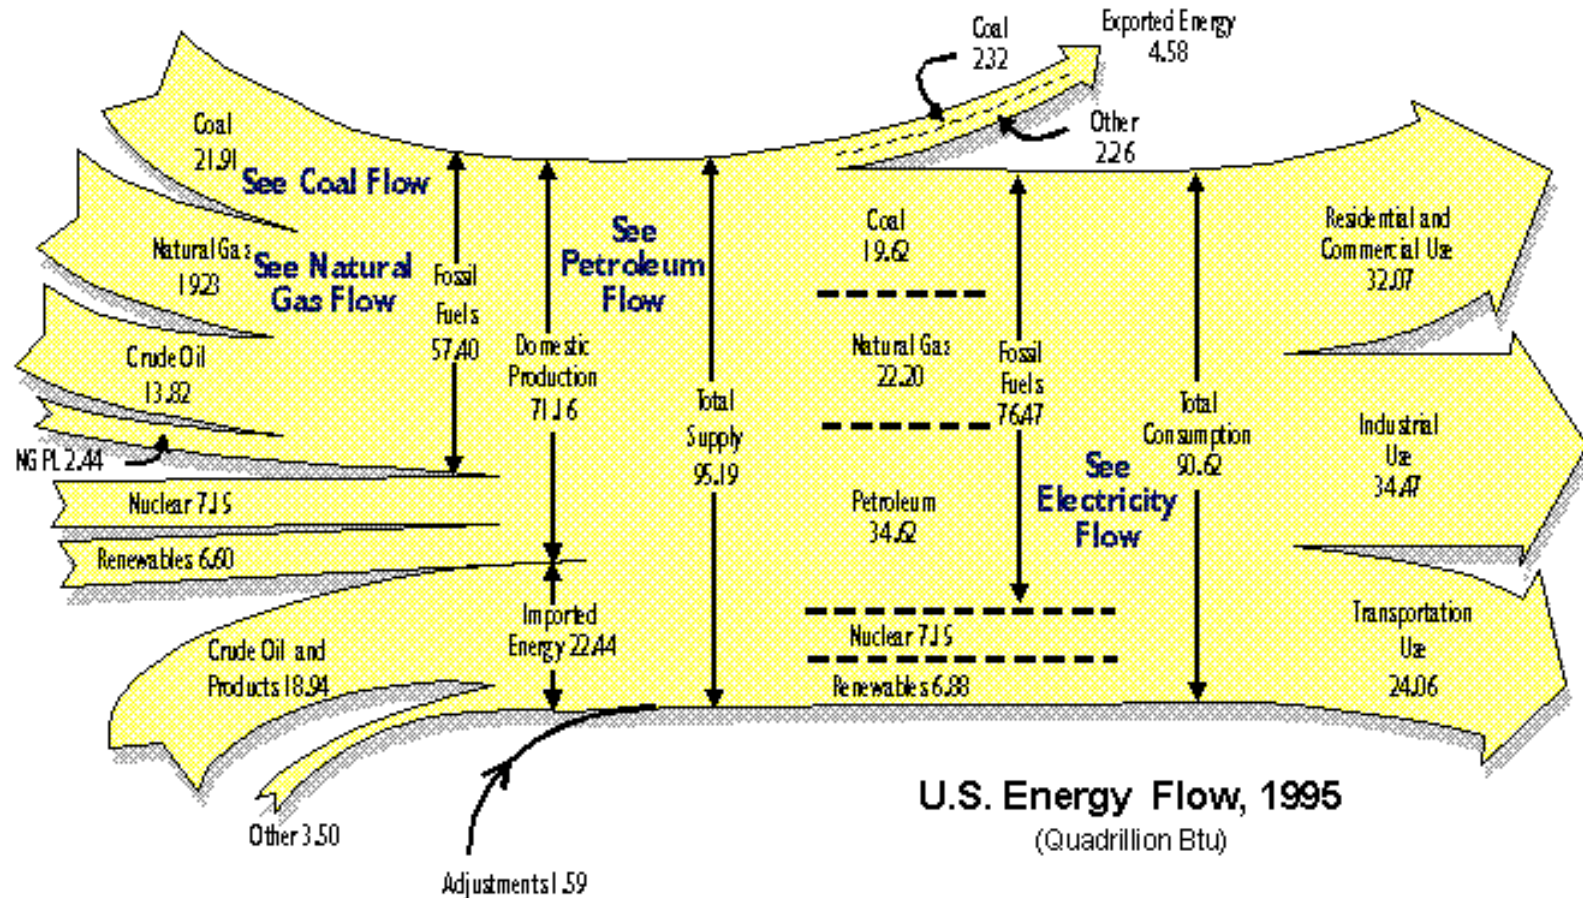 Coal
232
Exported Energy
4.58
Other
2.26
Coal
21.91
See Coal Flow
Natural Gas
19.23
See Natural
Gas Flow
Crude Oil
13.82
NGPL 2.44
Nuclear 7.15
Renewables 6.60
Crude Oil and
Products 18.94
Other 3.50
Adjustments 1.59
Fossil
Fuels
57.40
Domestic
Production
71.16
Imported
Energy 22.44
See
Petroleum
Flow
Total
Supply
95.19
Coal
19.62
Natural Gas
22.20
Petroleum
34.62
Nuclear 7.15
Renewables 6.88
Fossil
Fuels
76.47
See
Electricity
Flow
Total
Consumption
90.62
Residential and
Commercial Use
32.07
Industrial
Use
34.47
Transportation
Use
24.06
U.S. Energy Flow, 1995
(Quadrillion Btu)